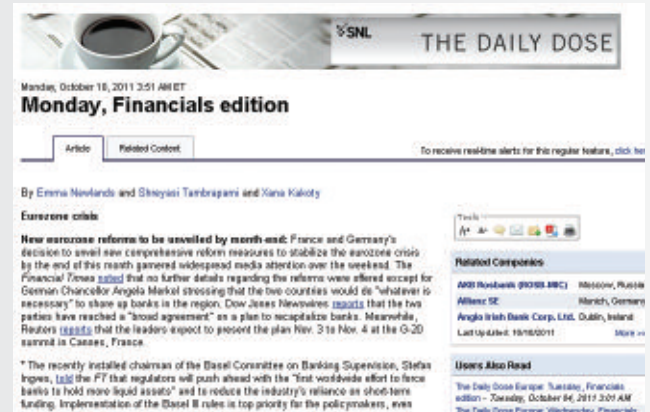 SNL THE DAILY DOSE
Monday, October 10, 2011 3:51 AM ET
Monday, Financials edition
Article Related Content
To receive real-time alerts for this regular feature, click her
By Emma Newlands and Shreyasi Tambrapami and Xana Kakoty
Eurozone crisis
New eurozone reforms to be unveiled by month-end: France and Germany's
decision to unveil new comprehensive reform measures to stabilize the eurozone crisis
by the end of this month garnered widespread media attention over the weekend. The
Financial Times noted that no further details regarding the reforms were offered except for
German Chancellor Angela Merkel stressing that the two countries would do "whatever is
necessary" to shore up banks in the region. Dow Jones Newswires reports that the two
parties have reached a "broad agreement" on a plan to recapitalize banks. Meanwhile,
Reuters reports that the leaders expect to present the plan Nov. 3 to Nov. 4 at the G-20
summit in Cannes, France.
* The recently installed chairman of the Basel Committee on Banking Supervision, Stefan
Ingves, told the FT that regulators will push ahead with the "first worldwide effort to force
banks to hold more liquid assets" and to reduce the industry's reliance on short-term
funding. Implementation of the Basel III rules is top priority for the policymakers, even
Tools
Related Companies
AKB Rosbank (ROSB-MIC) Moscow, Russia
Allianz SE Munich, Germany
Anglo Irish Bank Corp. Ltd. Dublin, Ireland
Last Updated: 10/10/2011 More >>
Users Also Read
The Daily Dose Europe: Tuesday, Financials
edition - Tuesday, October 04, 2011 3:01 AM
The Daily Dose Europe: Wednesday, Financials